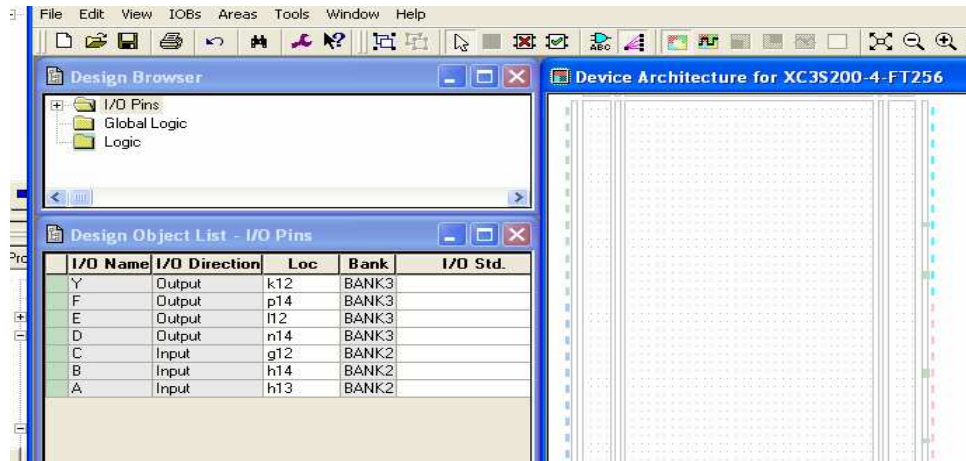 File Edit View IOBs Areas Tools Window Help
ABC
Design Browser
I/O Pins
Global Logic
Logic
Design Object List - I/O Pins
I/O Name I/O Direction Loc Bank I/O Std.
Y Output k12 BANK3
F Output p14 BANK3
E Output l12 BANK3
D Output n14 BANK3
C Input g12 BANK2
B Input h14 BANK2
A Input h13 BANK2
Device Architecture for XC3S200-4-FT256